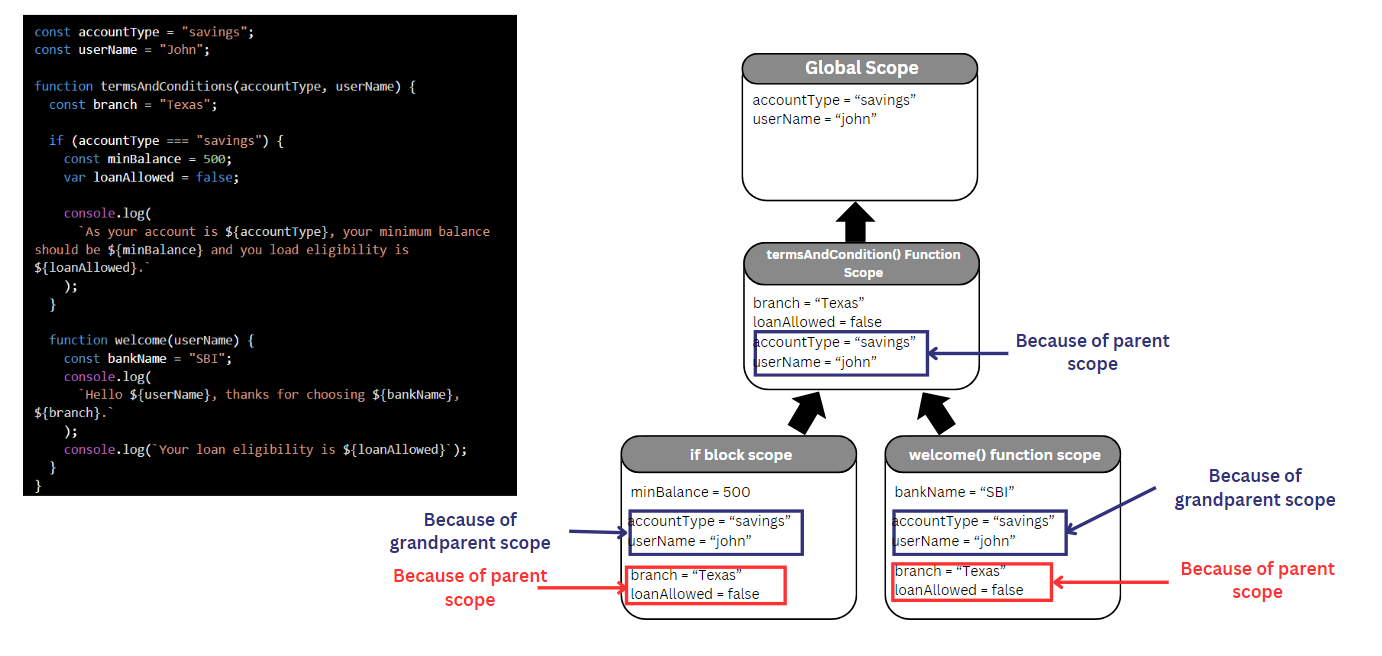 const accountType = "savings";
const userName = "John";
function termsAndConditions(accountType, userName) {
const branch = "Texas";
if (accountType === "savings") {
const minBalance = 500;
var loanAllowed = false;
console.log(
`As your account is ${accountType}, your minimum balance
should be ${minBalance} and you load eligibility is
${loanAllowed}.`
);
}
function welcome(userName) {
const bankName = "SBI";
console.log(
`Hello ${userName}, thanks for choosing ${bankName},
${branch}.`
);
console.log(`Your loan eligibility is ${loanAllowed}`);
}
}
Global Scope
accountType = “savings”
userName = “john”
termsAndCondition() Function
Scope
branch = “Texas”
loanAllowed = false
accountType = “savings”
userName = “john”
Because of parent
scope
if block scope
minBalance = 500
accountType = “savings”
userName = “john”
branch = “Texas”
loanAllowed = false
Because of
grandparent scope
Because of parent
scope
welcome() function scope
bankName = “SBI”
accountType = “savings”
userName = “john”
branch = “Texas”
loanAllowed = false
Because of
grandparent scope
Because of parent
scope